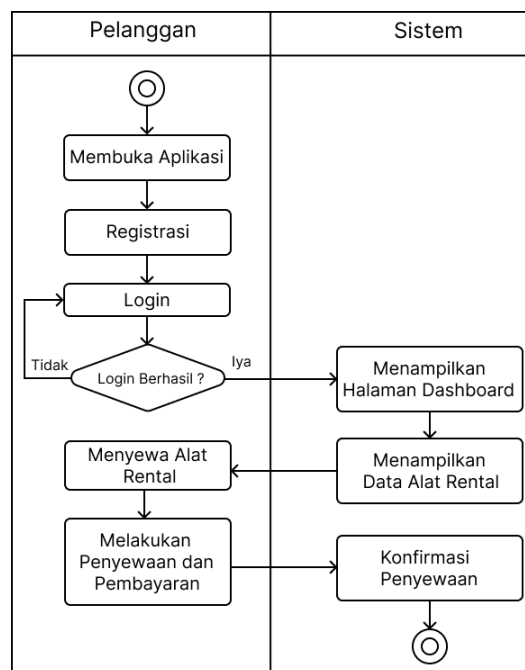 Pelanggan
Sistem
Membuka Aplikasi
Registrasi
Login
Tidak
Login Berhasil ?
Iya
Menampilkan
Halaman Dashboard
Menampilkan
Data Alat Rental
Menyewa Alat
Rental
Melakukan
Penyewaan dan
Pembayaran
Konfirmasi
Penyewaan